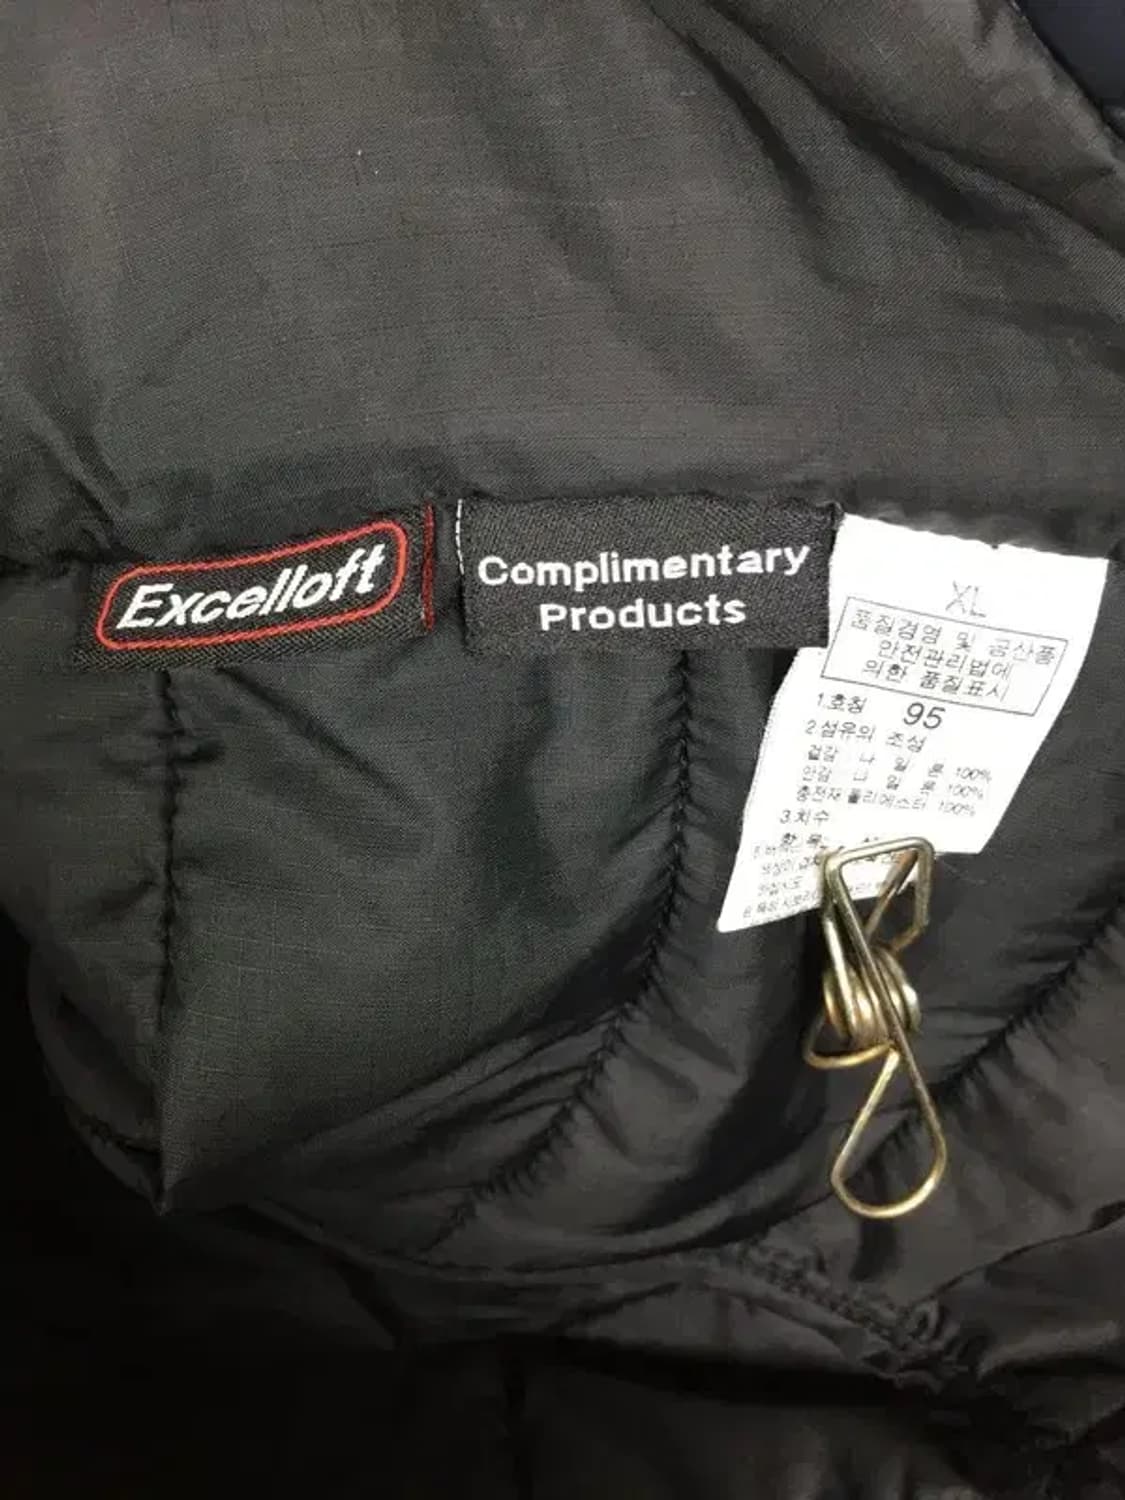 Excelloft
Complimentary
Products
XL
품질경영 및 공산품
안전관리법에
의한 품질표시
1.호칭 95
2.섬유의 조성
겉감 나 일 론 100%
안감 나 일 론 100%
충전재 폴리에스터 100%
3.치수